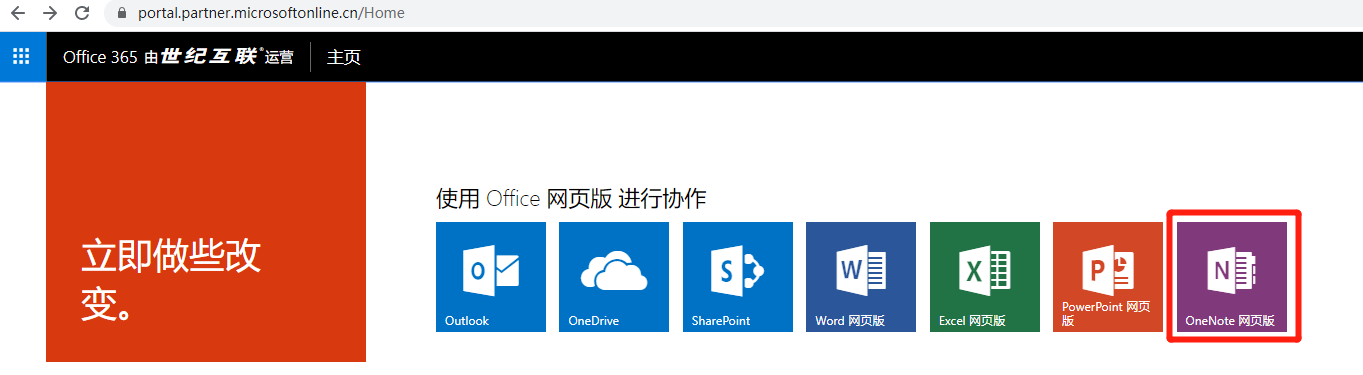 portal.partner.microsoftonline.cn/Home
Office 365 由世纪互联®运营 主页
立即做些改
变。
使用 Office 网页版 进行协作
Outlook
OneDrive
SharePoint
Word 网页版
Excel 网页版
PowerPoint 网页
版
OneNote 网页版